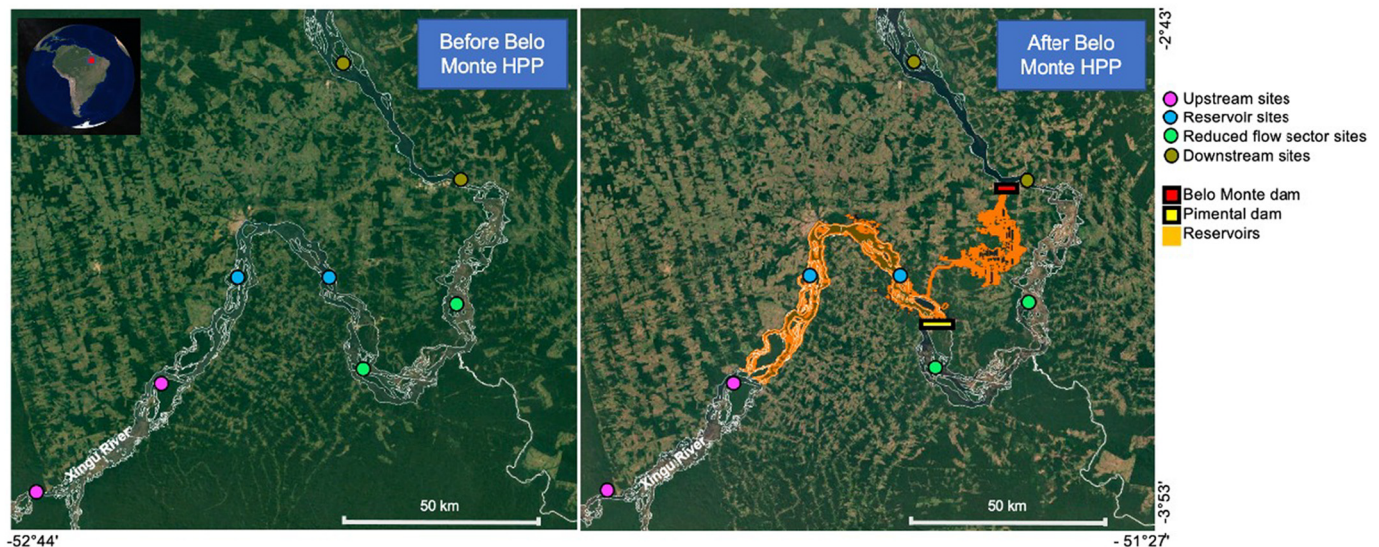 Before Belo
Monte HPP
Xingu River
50 km
-52°44'
After Belo
Monte HPP
Xingu River
50 km
-2°43'
-3°53'
- 51°27'
Upstream sites
Reservoir sites
Reduced flow sector sites
Downstream sites
Belo Monte dam
Pimental dam
Reservoirs